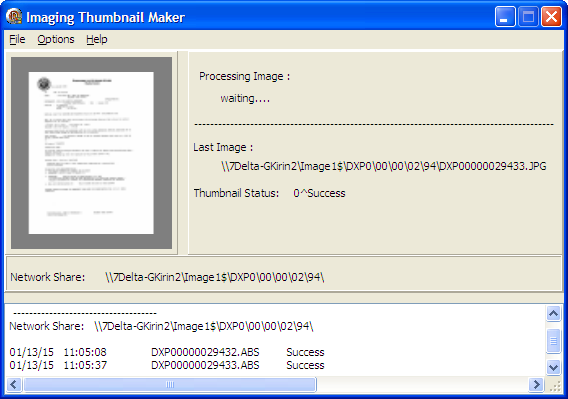 Imaging Thumbnail Maker
File Options Help
Processing Image :
waiting....
--------------------------------------------------------------------------------
Last Image :
\\7Delta-GKirin2\Image1$\DXP0\00\00\02\94\DXP00000029433.JPG
Thumbnail Status: 0^Success
Network Share: \\7Delta-GKirin2\Image1$\DXP0\00\00\02\94\
--------------------------------
Network Share: \\7Delta-GKirin2\Image1$\DXP0\00\00\02\94\
01/13/15 11:05:08 DXP00000029432.ABS Success
01/13/15 11:05:37 DXP00000029433.ABS Success